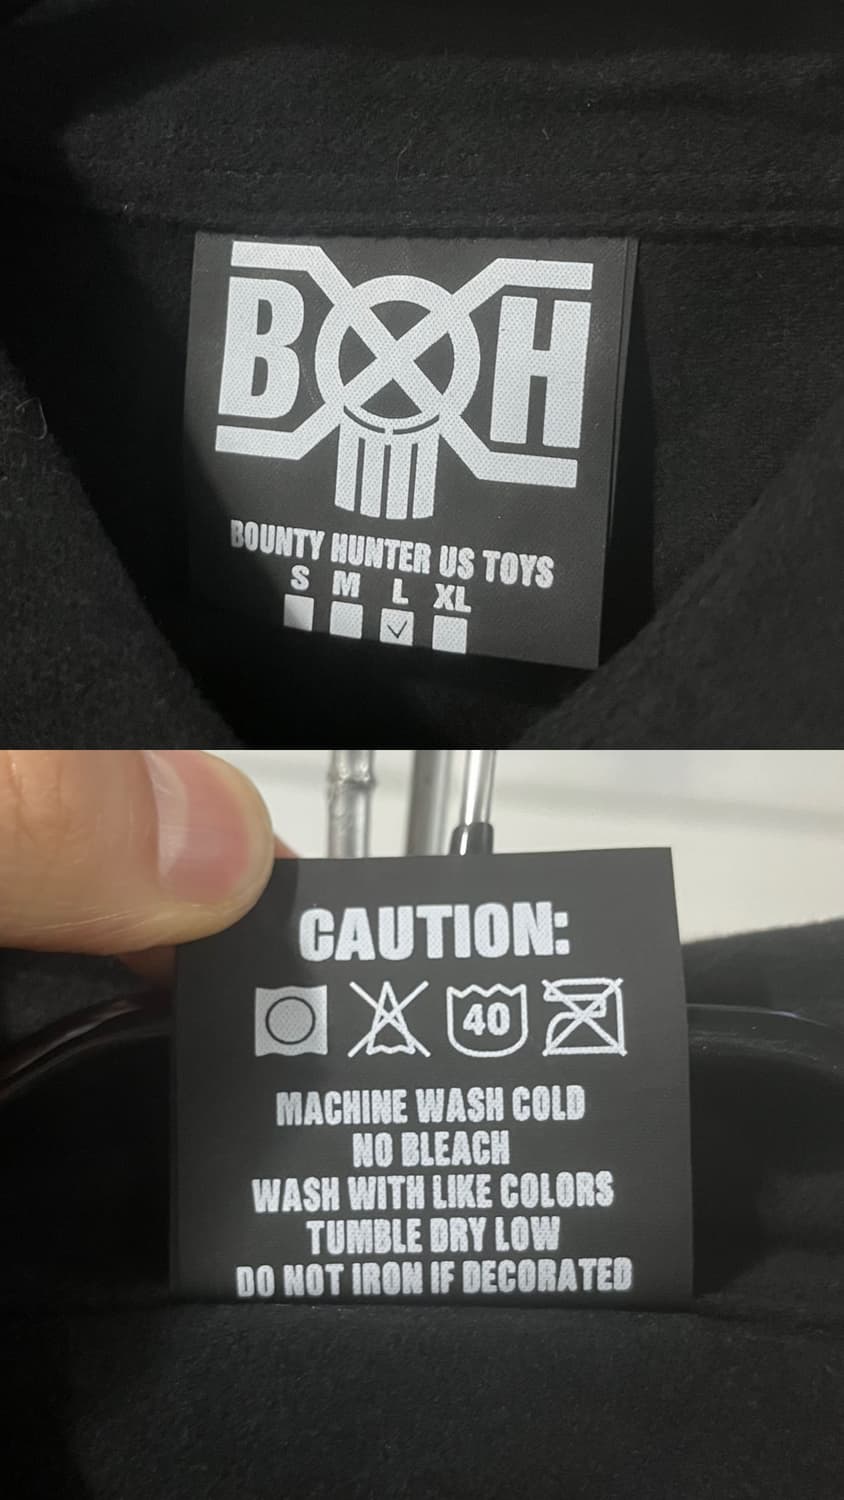 B H
BOUNTY HUNTER US TOYS
S M L XL
CAUTION:
40
MACHINE WASH COLD
NO BLEACH
WASH WITH LIKE COLORS
TUMBLE DRY LOW
DO NOT IRON IF DECORATED